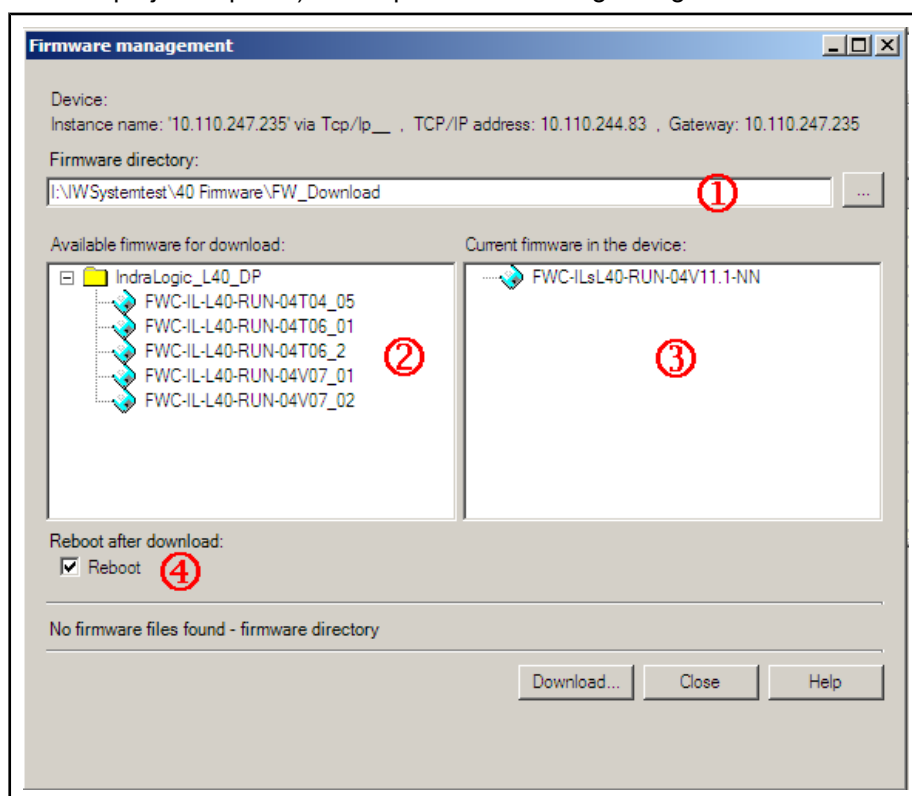 Firmware management
Device:
Instance name: '10.110.247.235' via Tcp/Ip__ , TCP/IP address: 10.110.244.83 , Gateway: 10.110.247.235
Firmware directory:
I:\IWSystemtest\40 Firmware\FW_Download ① ...
Available firmware for download: Current firmware in the device:
IndraLogic_L40_DP FWC-ILsL40-RUN-04V11.1-NN
FWC-IL-L40-RUN-04T04_05
FWC-IL-L40-RUN-04T06_01
FWC-IL-L40-RUN-04T06_2 ② ③
FWC-IL-L40-RUN-04V07_01
FWC-IL-L40-RUN-04V07_02
Reboot after download:
Reboot ④
No firmware files found - firmware directory
Download... Close Help